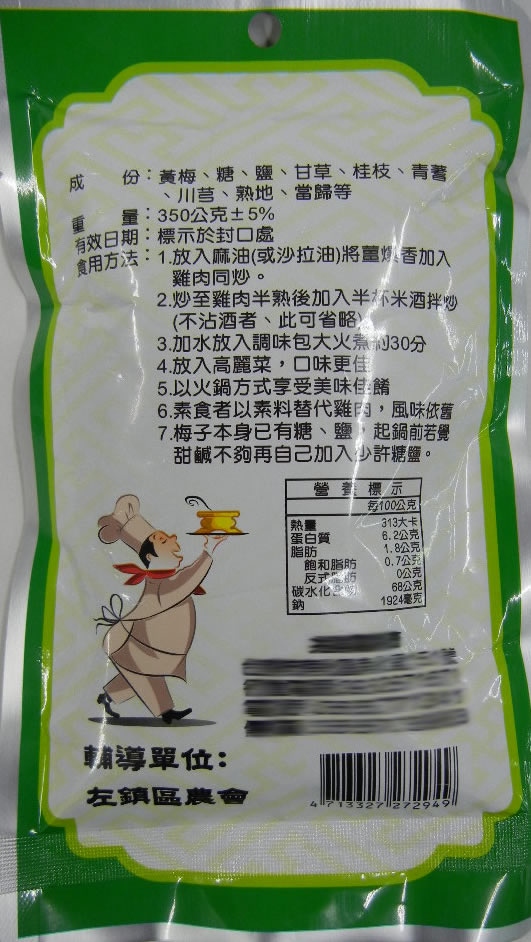 成　　份：黃梅、糖、鹽、甘草、桂枝、青蓍
、川芎、熟地、當歸等
重　　量：350公克±5%
有效日期：標示於封口處
食用方法：1.放入麻油(或沙拉油)將薑爆香加入
雞肉同炒。
2.炒至雞肉半熟後加入半杯米酒拌炒
(不沾酒者、此可省略)
3.加水放入調味包大火煮約30分
4.放入高麗菜，口味更佳
5.以火鍋方式享受美味佳餚
6.素食者以素料替代雞肉，風味依舊
7.梅子本身已有糖、鹽，起鍋前若覺
甜鹹不夠再自己加入少許糖鹽。
營養標示
每100公克
熱量 313大卡
蛋白質 6.2公克
脂肪 1.8公克
飽和脂肪 0.7公克
反式脂肪 0公克
碳水化合物 68公克
鈉 1924毫克
輔導單位：
左鎮區農會
4 713327 272949